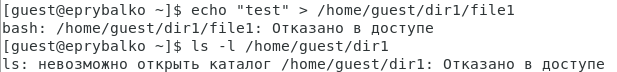 [guest@eprybalko ~]$ echo "test" > /home/guest/dir1/file1
bash: /home/guest/dir1/file1: Отказано в доступе
[guest@eprybalko ~]$ ls -l /home/guest/dir1
ls: невозможно открыть каталог /home/guest/dir1: Отказано в доступе